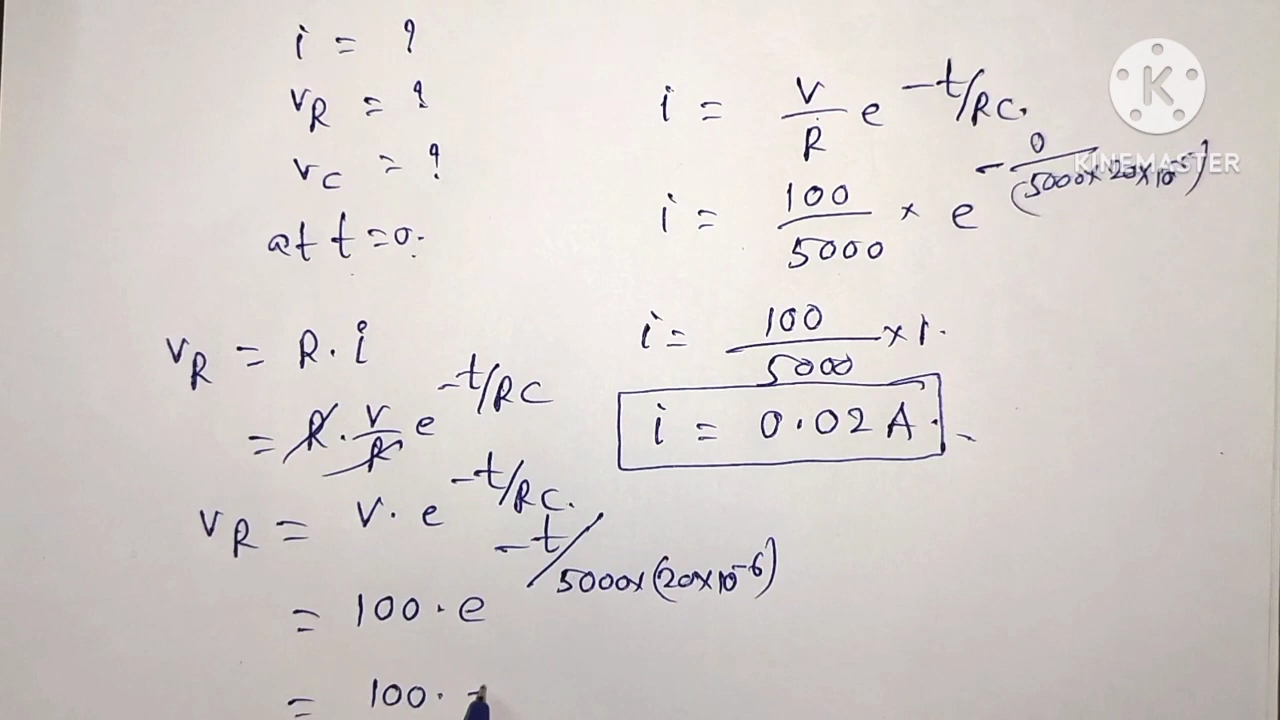 i = ?
vR = ?
vC = ?
at t = 0.
i = V/R e^-t/RC.
i = 100/5000 × e^-0/(5000×20×10^-6)
i = 100/5000 × 1.
i = 0.02 A.
vR = R. i
= R. V/R e^-t/RC
vR = V. e^-t/RC.
= 100. e^-t/5000×(20×10^-6)
= 100.
K
KINEMASTER